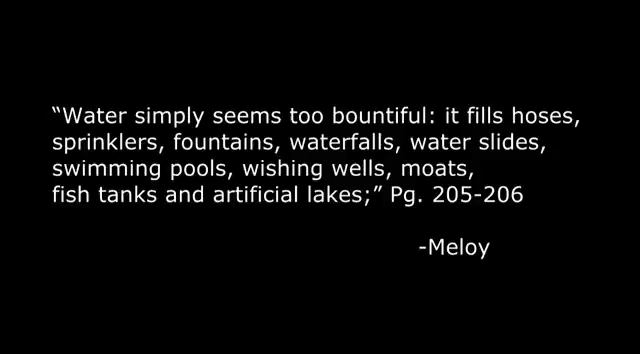 “Water simply seems too bountiful: it fills hoses,
sprinklers, fountains, waterfalls, water slides,
swimming pools, wishing wells, moats,
fish tanks and artificial lakes;” Pg. 205-206
-Meloy